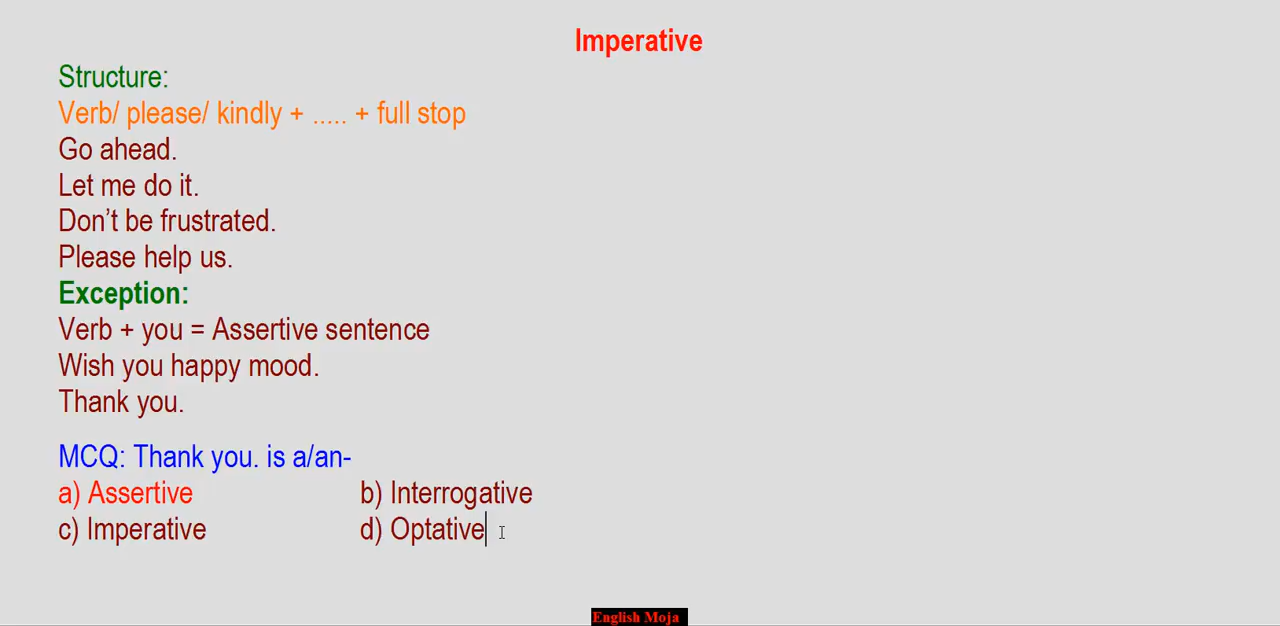 Imperative
Structure:
Verb/ please/ kindly + ..... + full stop
Go ahead.
Let me do it.
Don’t be frustrated.
Please help us.
Exception:
Verb + you = Assertive sentence
Wish you happy mood.
Thank you.
MCQ: Thank you. is a/an-
a) Assertive b) Interrogative
c) Imperative d) Optative
English Moja